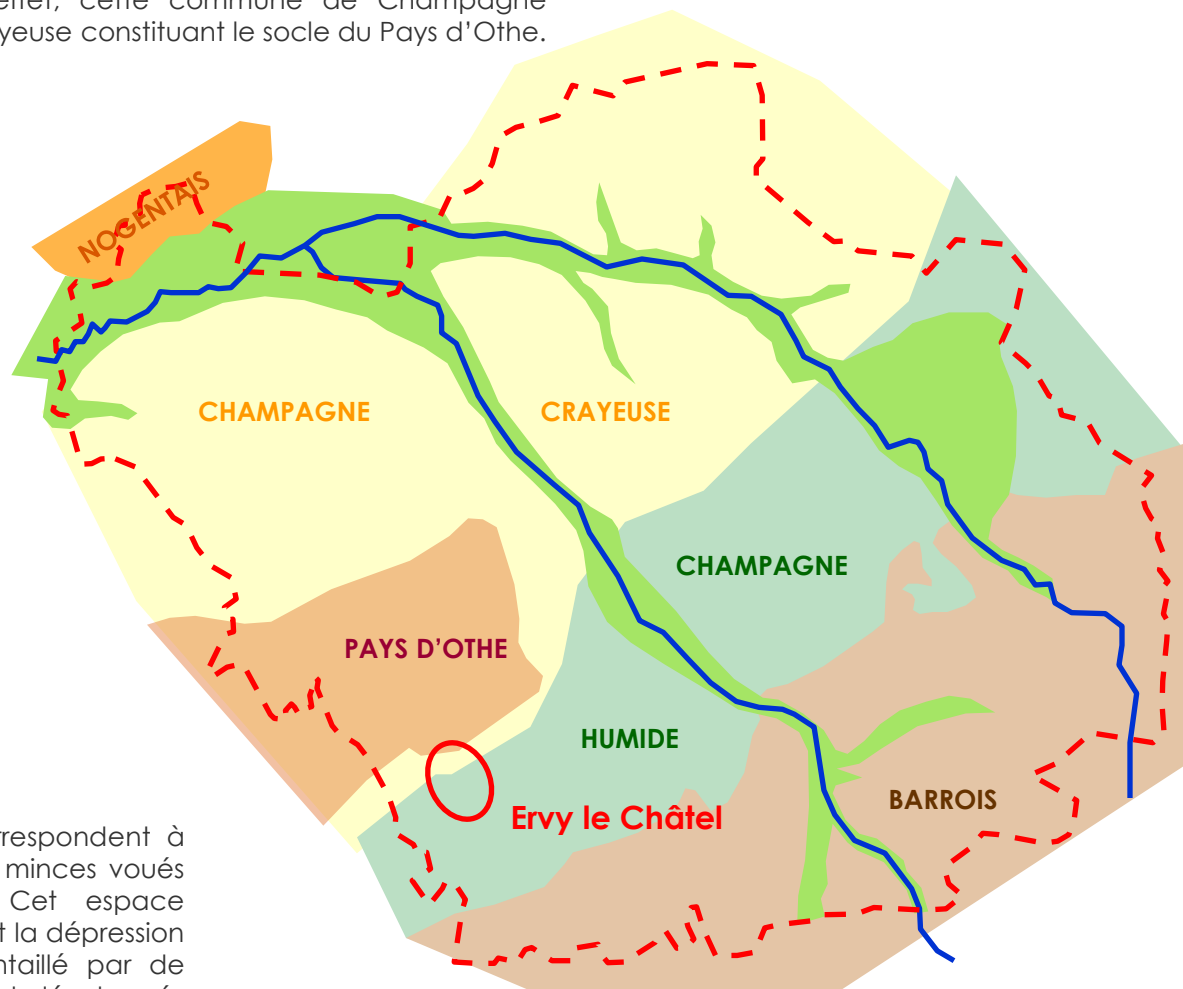 effet, cette commune de Champagne
yeuse constituant le socle du Pays d’Othe.
NOGENTAIS
CHAMPAGNE CRAYEUSE
CHAMPAGNE
PAYS D’OTHE
HUMIDE
BARROIS
Ervy le Châtel
respondent à
minces voués
Cet espace
t la dépression
ntaillé par de